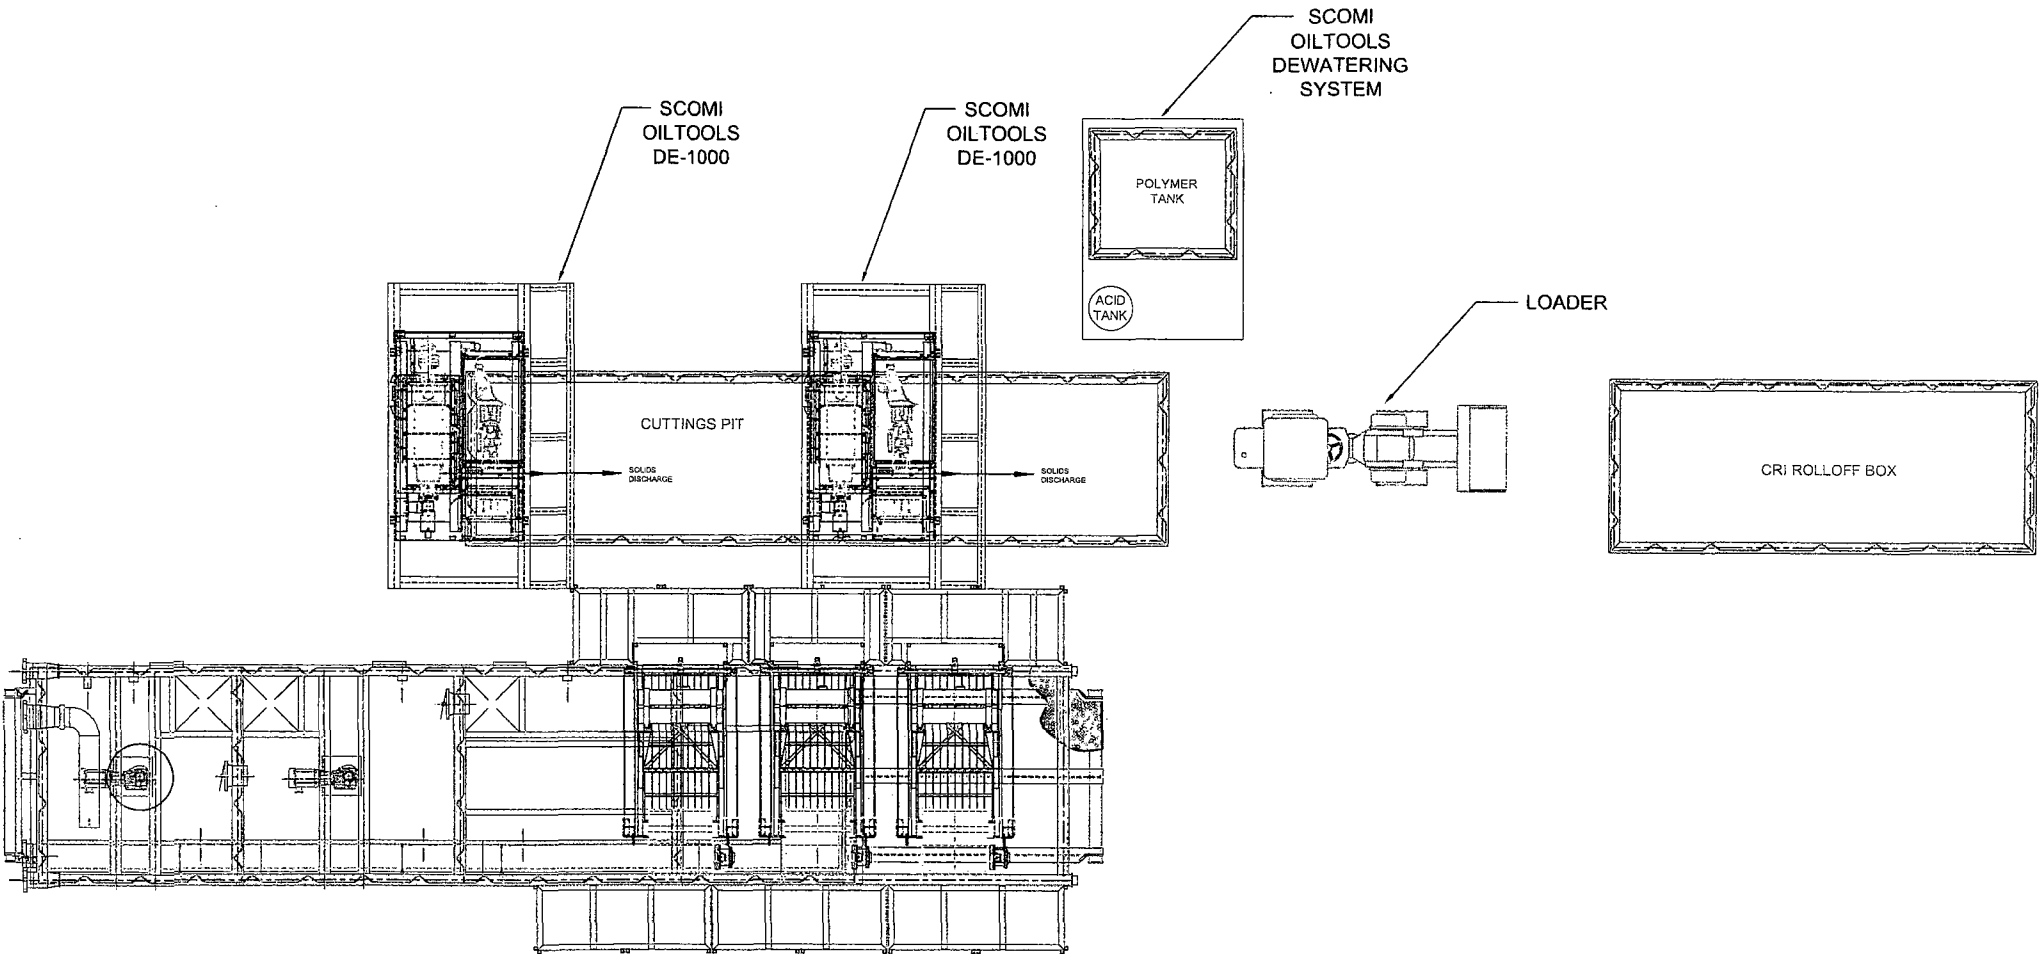 SCOMI
OILTOOLS
DEWATERING
SYSTEM
SCOMI
OILTOOLS
DE-1000
SCOMI
OILTOOLS
DE-1000
POLYMER
TANK
ACID
TANK
LOADER
CUTTINGS PIT
SOLIDS
DISCHARGE
SOLIDS
DISCHARGE
CRI ROLLOFF BOX